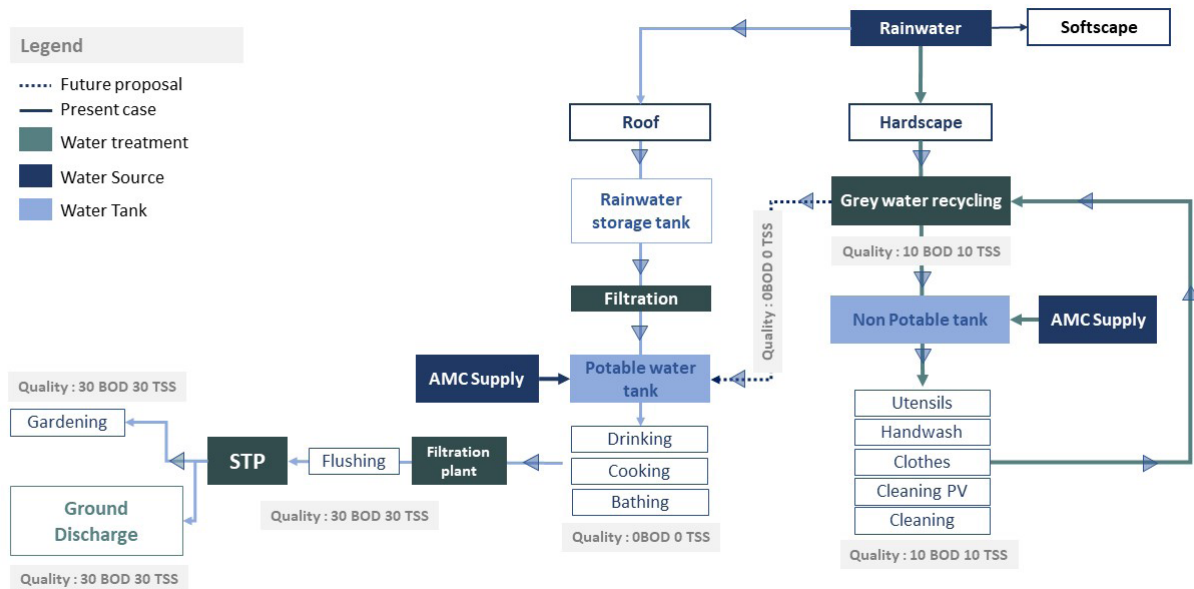 Legend
Future proposal
Present case
Water treatment
Water Source
Water Tank
Rainwater
Softscape
Roof
Hardscape
Rainwater
storage tank
Grey water recycling
Quality : 10 BOD 10 TSS
Quality : 0BOD 0 TSS
Filtration
Non Potable tank
AMC Supply
AMC Supply
Potable water
tank
Quality : 30 BOD 30 TSS
Gardening
Utensils
Handwash
Clothes
Cleaning PV
Cleaning
Quality : 10 BOD 10 TSS
Drinking
Cooking
Bathing
Quality : 0BOD 0 TSS
STP
Flushing
Filtration
plant
Quality : 30 BOD 30 TSS
Ground
Discharge
Quality : 30 BOD 30 TSS